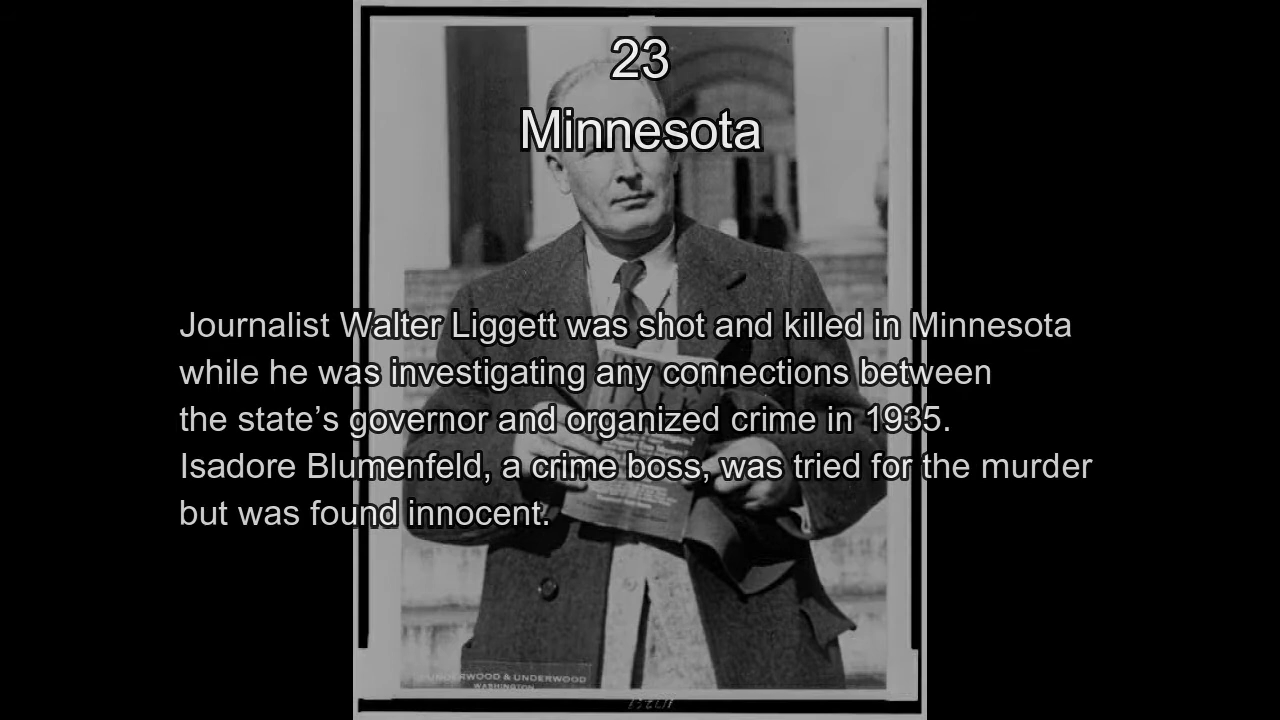 23
Minnesota
Journalist Walter Liggett was shot and killed in Minnesota
while he was investigating any connections between
the state’s governor and organized crime in 1935.
Isadore Blumenfeld, a crime boss, was tried for the murder
but was found innocent.
UNDERWOOD & UNDERWOOD
WASHINGTON